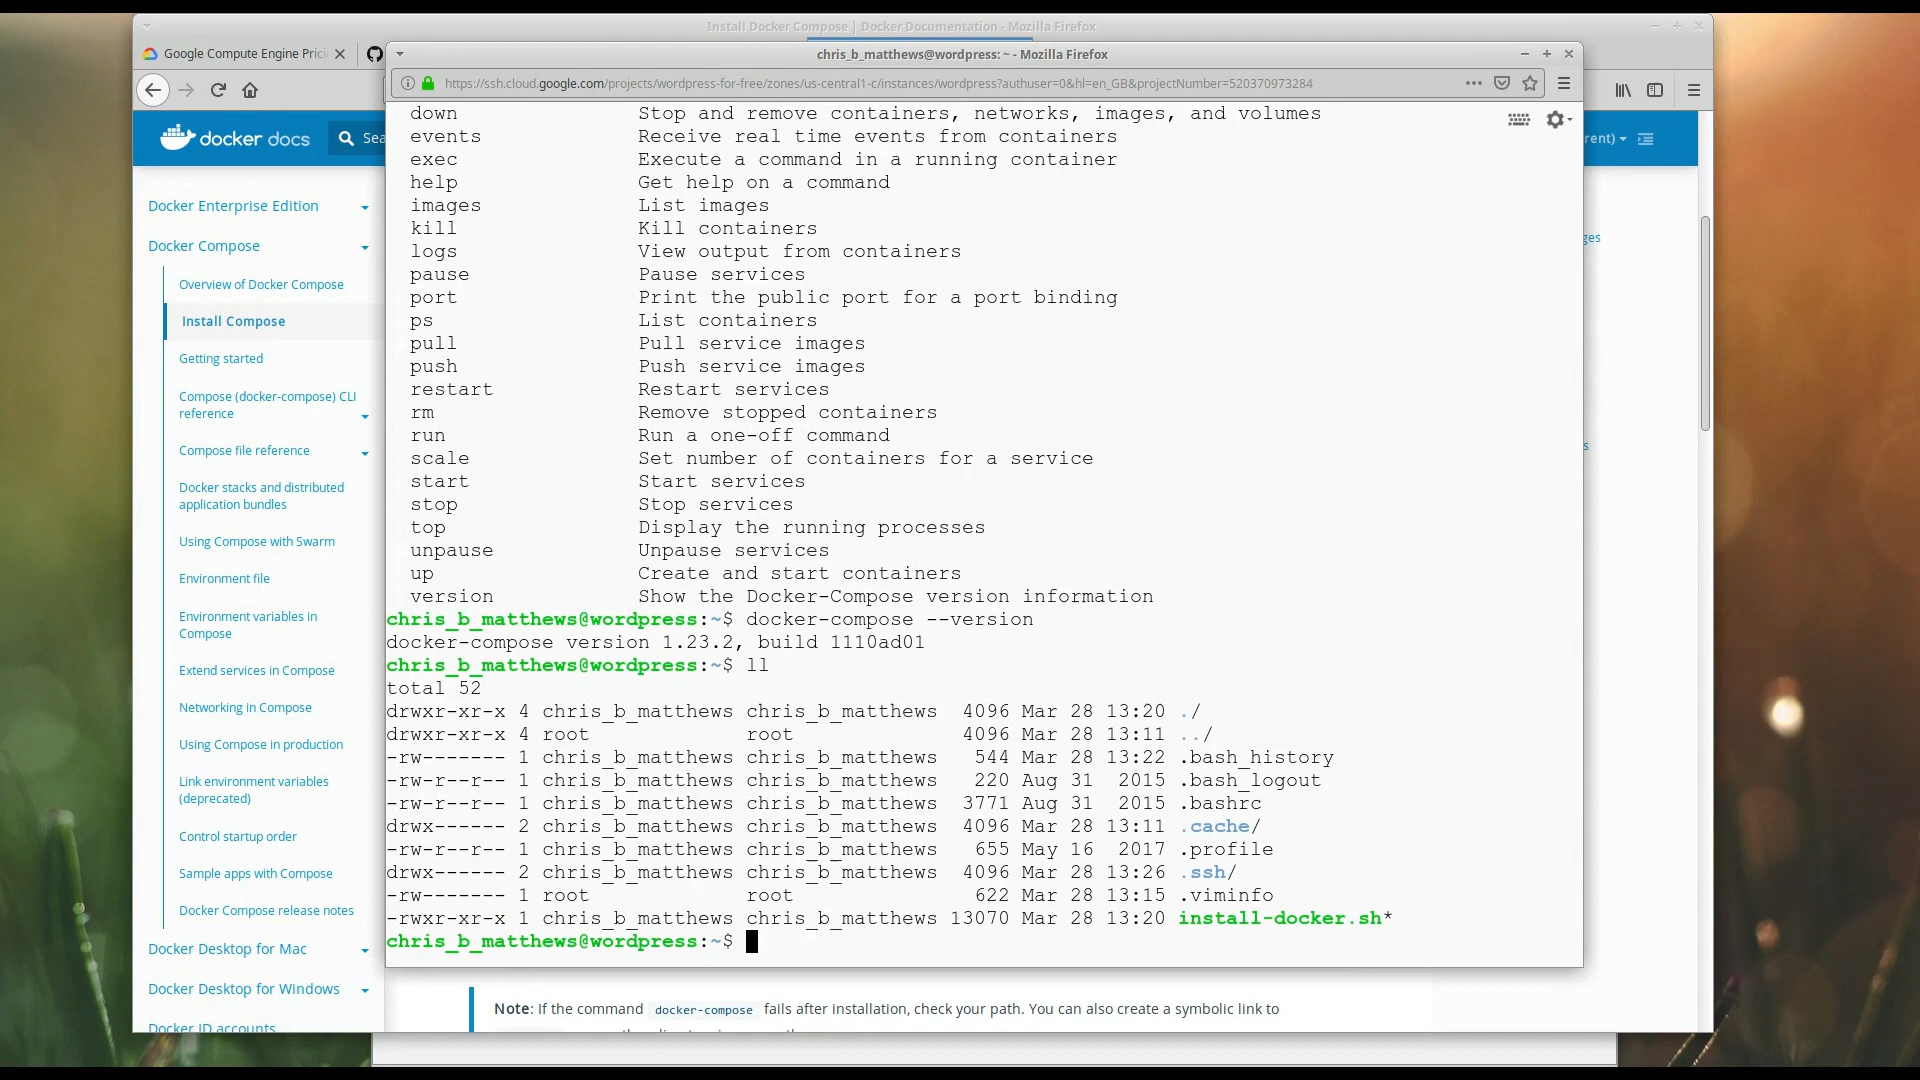 Install Docker Compose | Docker Documentation - Mozilla Firefox
Google Compute Engine Prici
chris_b_matthews@wordpress: ~ - Mozilla Firefox
https://ssh.cloud.google.com/projects/wordpress-for-free/zones/us-central1-c/instances/wordpress?authuser=0&hl=en_GB&projectNumber=520370973284
docker docs
Sea
rent)
Docker Enterprise Edition
Docker Compose
Overview of Docker Compose
Install Compose
Getting started
Compose (docker-compose) CLI
reference
Compose file reference
Docker stacks and distributed
application bundles
Using Compose with Swarm
Environment file
Environment variables in
Compose
Extend services in Compose
Networking in Compose
Using Compose in production
Link environment variables
(deprecated)
Control startup order
Sample apps with Compose
Docker Compose release notes
Docker Desktop for Mac
Docker Desktop for Windows
Docker ID accounts
down Stop and remove containers, networks, images, and volumes
events Receive real time events from containers
exec Execute a command in a running container
help Get help on a command
images List images
kill Kill containers
logs View output from containers
pause Pause services
port Print the public port for a port binding
ps List containers
pull Pull service images
push Push service images
restart Restart services
rm Remove stopped containers
run Run a one-off command
scale Set number of containers for a service
start Start services
stop Stop services
top Display the running processes
unpause Unpause services
up Create and start containers
version Show the Docker-Compose version information
chris_b_matthews@wordpress:~$ docker-compose --version
docker-compose version 1.23.2, build 1110ad01
chris_b_matthews@wordpress:~$ ll
total 52
drwxr-xr-x 4 chris_b_matthews chris_b_matthews 4096 Mar 28 13:20 ./
drwxr-xr-x 4 root root 4096 Mar 28 13:11 ../
-rw------- 1 chris_b_matthews chris_b_matthews 544 Mar 28 13:22 .bash_history
-rw-r--r-- 1 chris_b_matthews chris_b_matthews 220 Aug 31 2015 .bash_logout
-rw-r--r-- 1 chris_b_matthews chris_b_matthews 3771 Aug 31 2015 .bashrc
drwx------ 2 chris_b_matthews chris_b_matthews 4096 Mar 28 13:11 .cache/
-rw-r--r-- 1 chris_b_matthews chris_b_matthews 655 May 16 2017 .profile
drwx------ 2 chris_b_matthews chris_b_matthews 4096 Mar 28 13:26 .ssh/
-rw------- 1 root root 622 Mar 28 13:15 .viminfo
-rwxr-xr-x 1 chris_b_matthews chris_b_matthews 13070 Mar 28 13:20 install-docker.sh*
chris_b_matthews@wordpress:~$
ges
s
Note: If the command docker-compose fails after installation, check your path. You can also create a symbolic link to